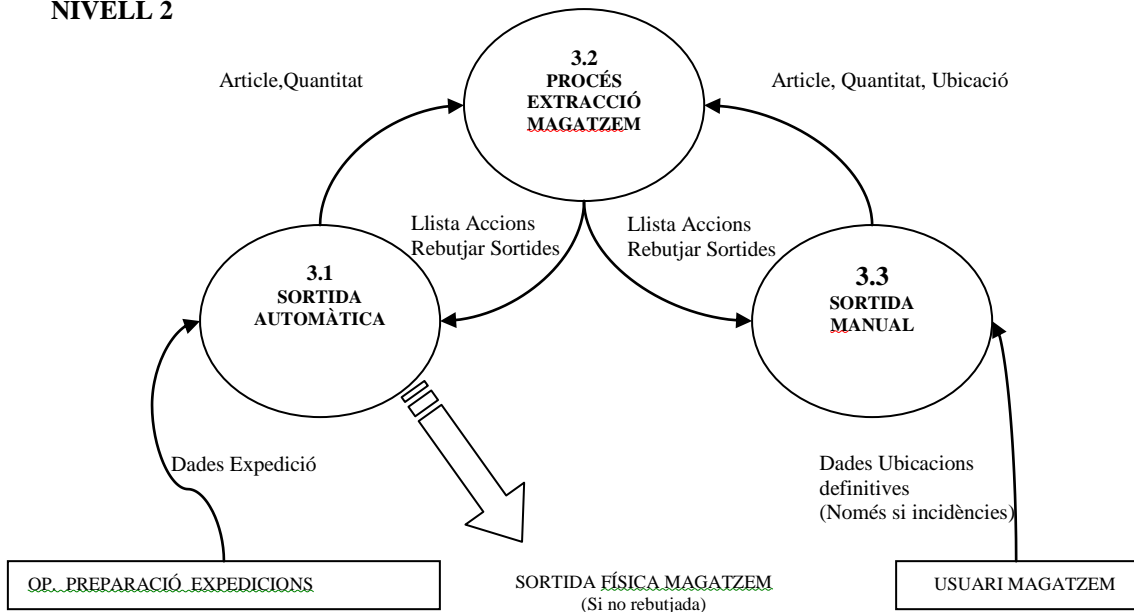 NIVELL 2
3.2
PROCÉS
EXTRACCIÓ
MAGATZEM
Article,Quantitat
Article, Quantitat, Ubicació
Llista Accions
Rebutjar Sortides
Llista Accions
Rebutjar Sortides
3.1
SORTIDA
AUTOMÀTICA
3.3
SORTIDA
MANUAL
Dades Expedició
Dades Ubicacions
definitives
(Només si incidències)
OP. PREPARACIÓ EXPEDICIONS
SORTIDA FÍSICA MAGATZEM
(Si no rebutjada)
USUARI MAGATZEM